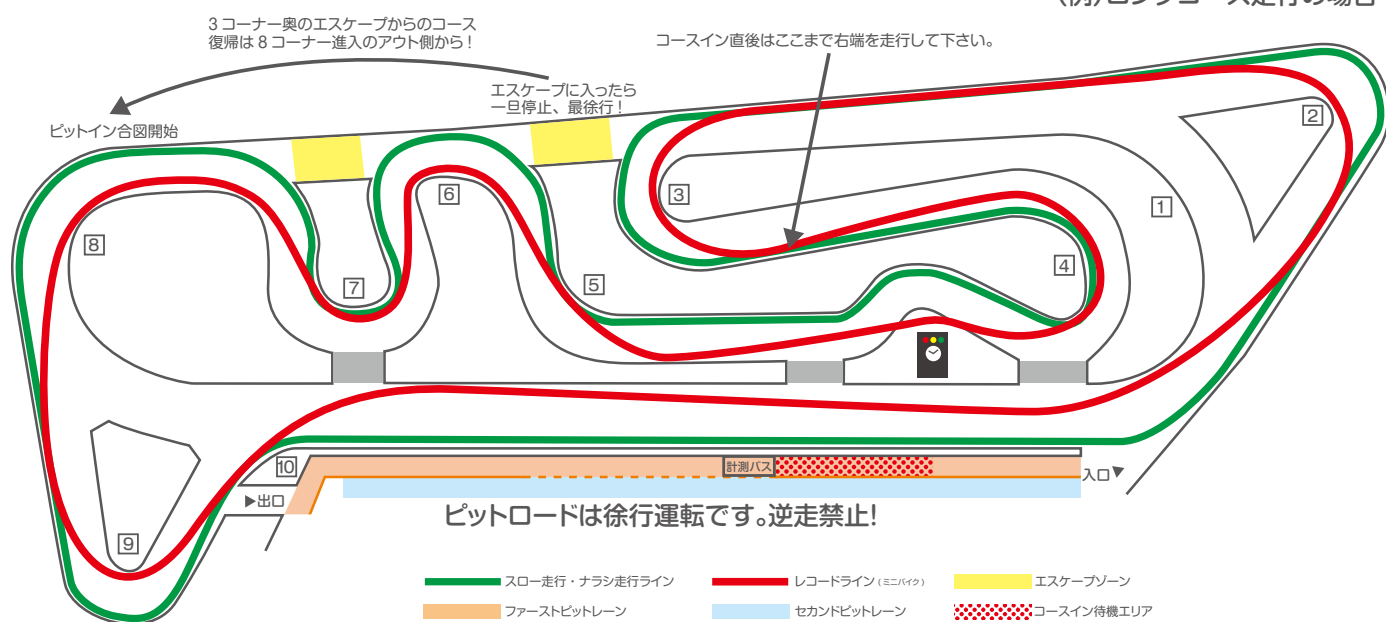 3コーナー奥のエスケープからのコース
復帰は8コーナー進入のアウト側から!
コースイン直後はここまで右端を走行して下さい。
エスケープに入ったら
一旦停止、最徐行!
ピットイン合図開始
2
3
6
1
8
4
5
7
10
9
計測バス
入口
出口
ピットロードは徐行運転です。逆走禁止!
スロー走行・ナラシ走行ライン
レコードライン(ミニバイク)
エスケープゾーン
ファーストピットレーン
セカンドピットレーン
コースイン待機エリア